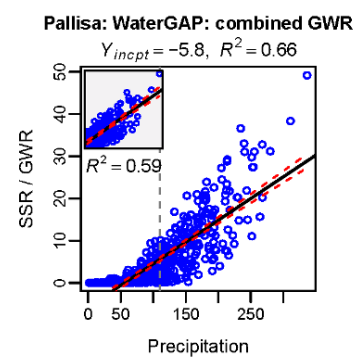 Pallisa: WaterGAP: combined GWR
Yincpt = −5.8, R² = 0.66
R² = 0.59
SSR / GWR
50
40
30
20
10
0
0 50 150 250
Precipitation